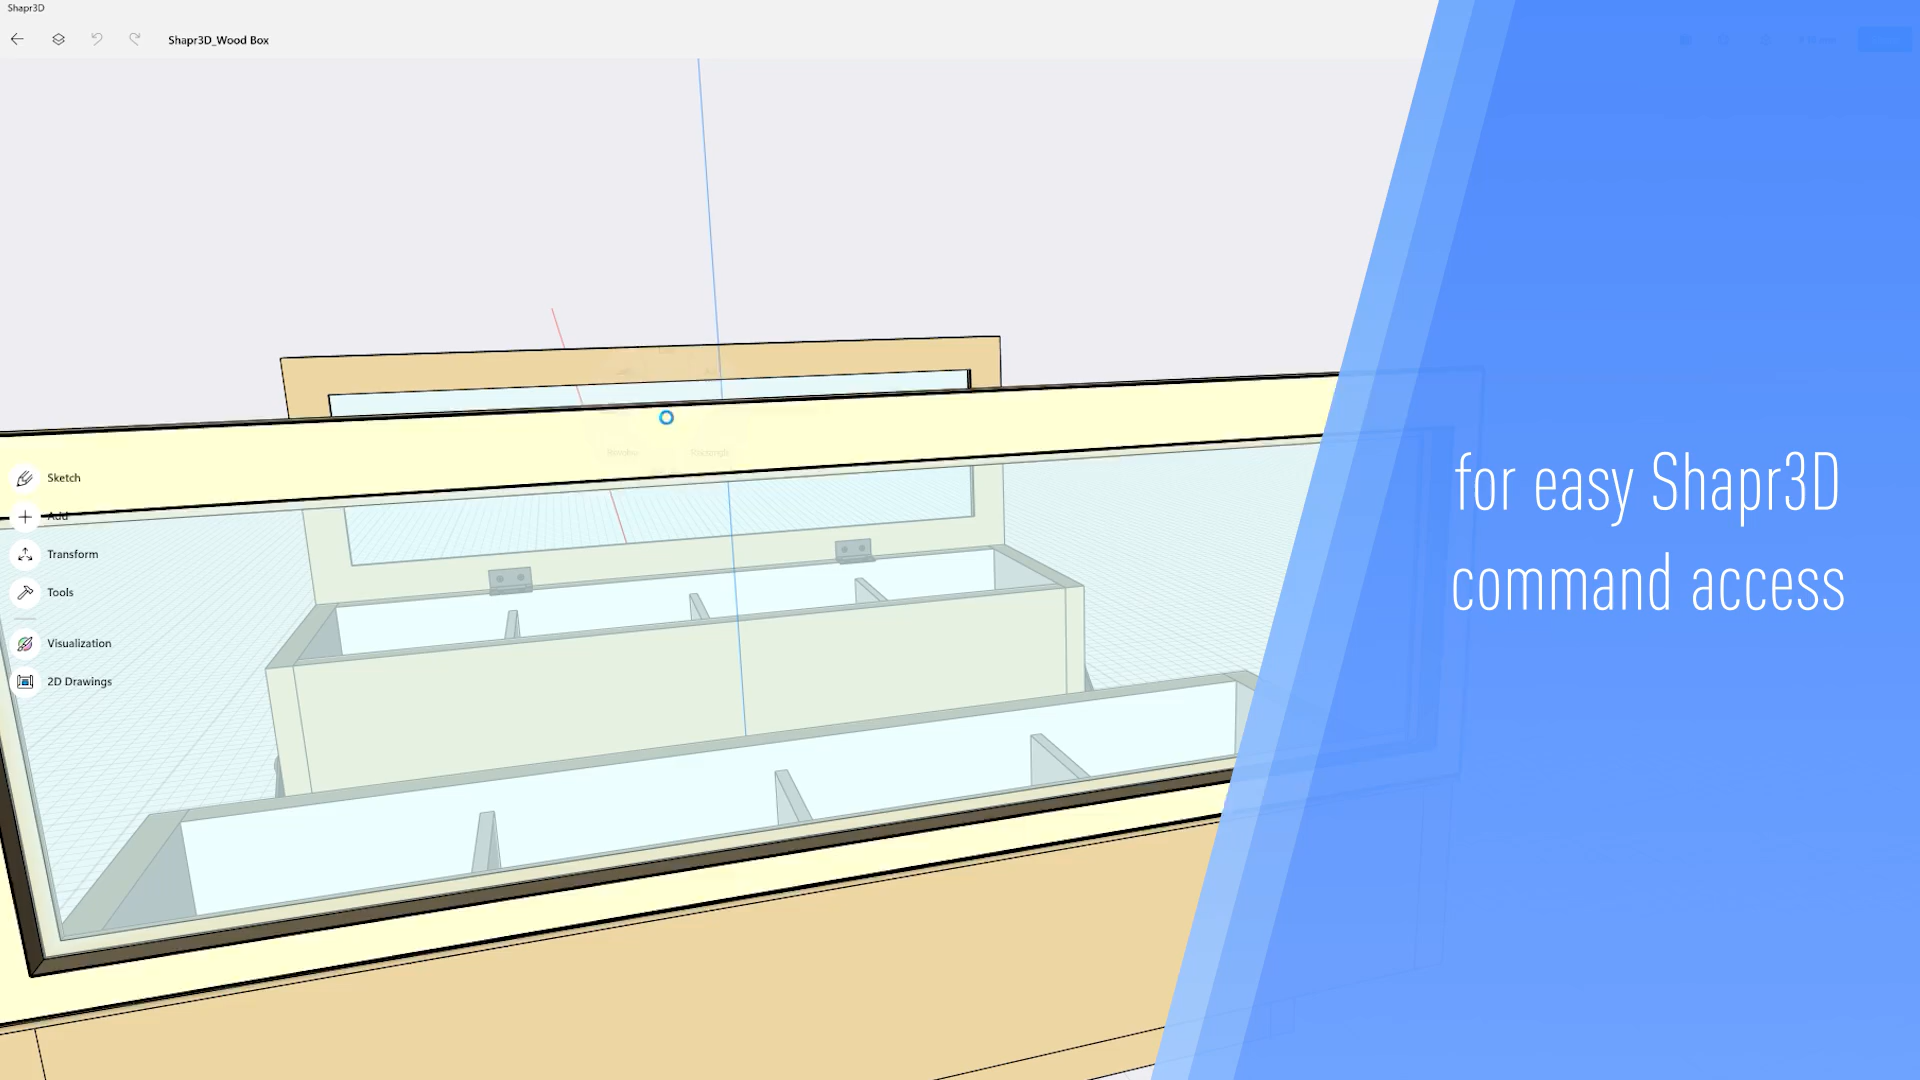 Shapr3D
Shapr3D_Wood Box
Sketch
Add
Transform
Tools
Visualization
2D Drawings
for easy Shapr3D
command access